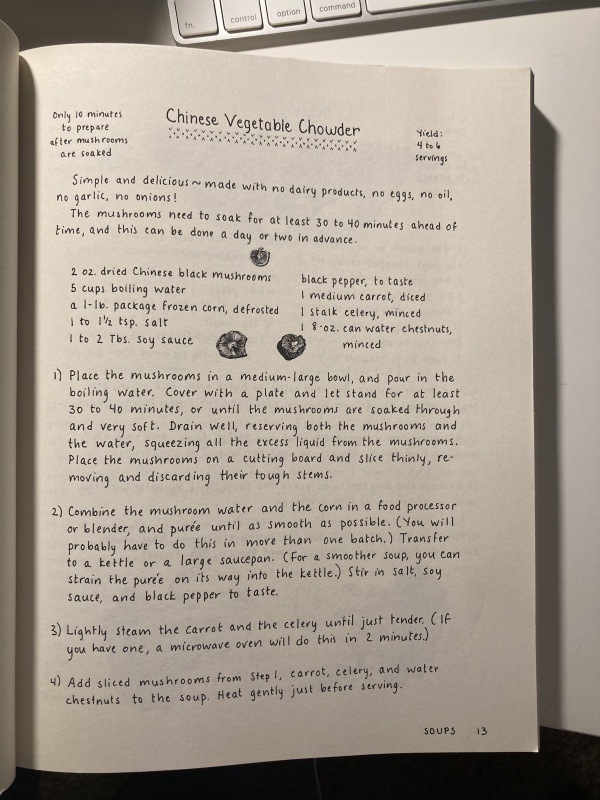 fn
control
option
command
Only 10 minutes
to prepare
after mushrooms
are soaked
Chinese Vegetable Chowder
Yield:
4 to 6
servings
Simple and delicious ~ made with no dairy products, no eggs, no oil,
no garlic, no onions!
The mushrooms need to soak for at least 30 to 40 minutes ahead of
time, and this can be done a day or two in advance.
2 oz. dried Chinese black mushrooms
5 cups boiling water
a 1-lb. package frozen corn, defrosted
1 to 1½ tsp. salt
1 to 2 Tbs. soy sauce
black pepper, to taste
1 medium carrot, diced
1 stalk celery, minced
1 8-oz. can water chestnuts,
minced
1) Place the mushrooms in a medium-large bowl, and pour in the
boiling water. Cover with a plate and let stand for at least
30 to 40 minutes, or until the mushrooms are soaked through
and very soft. Drain well, reserving both the mushrooms and
the water, squeezing all the excess liquid from the mushrooms.
Place the mushrooms on a cutting board and slice thinly, re-
moving and discarding their tough stems.
2) Combine the mushroom water and the corn in a food processor
or blender, and purée until as smooth as possible. (You will
probably have to do this in more than one batch.) Transfer
to a kettle or a large saucepan. (For a smoother soup, you can
strain the purée on its way into the kettle.) Stir in salt, soy
sauce, and black pepper to taste.
3) Lightly steam the carrot and the celery until just tender. (If
you have one, a microwave oven will do this in 2 minutes.)
4) Add sliced mushrooms from Step 1, carrot, celery, and water
chestnuts to the soup. Heat gently just before serving.
SOUPS 13